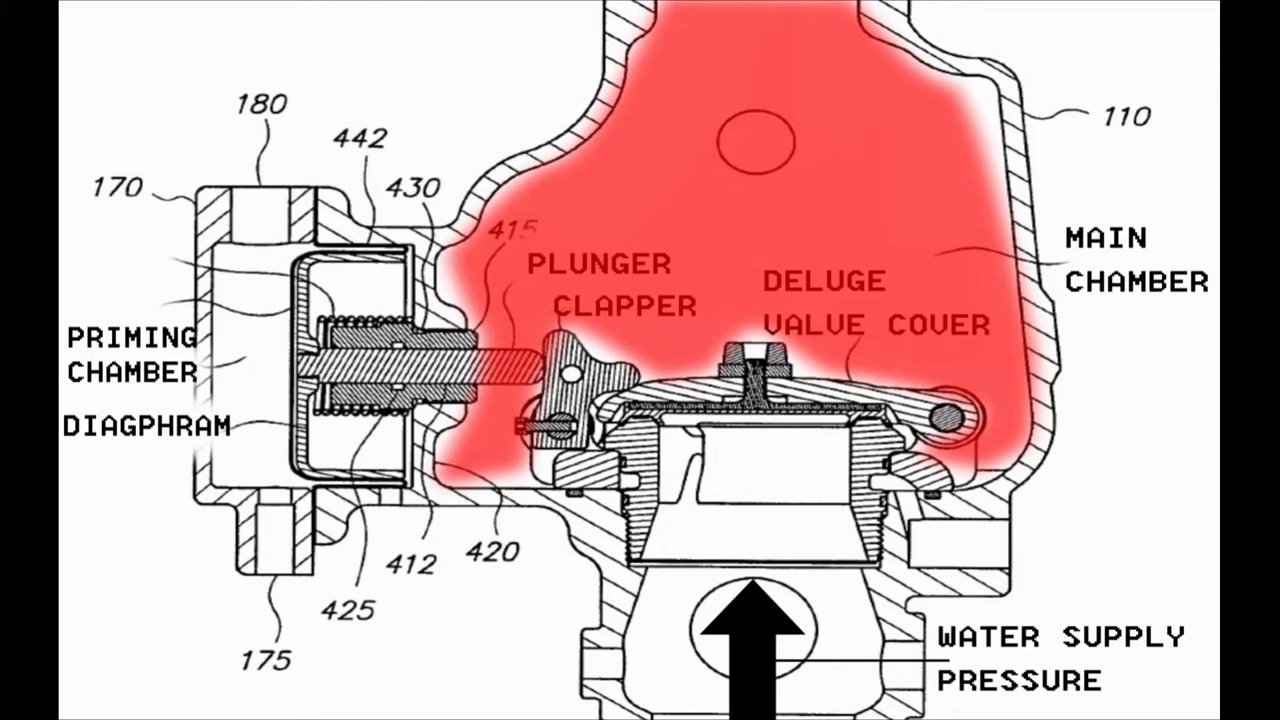 180
442
110
170
430
415
MAIN
CHAMBER
PLUNGER
DELUGE
CLAPPER
VALVE COVER
PRIMING
CHAMBER
DIAGPHRAM
420
412
425
175
WATER SUPPLY
PRESSURE